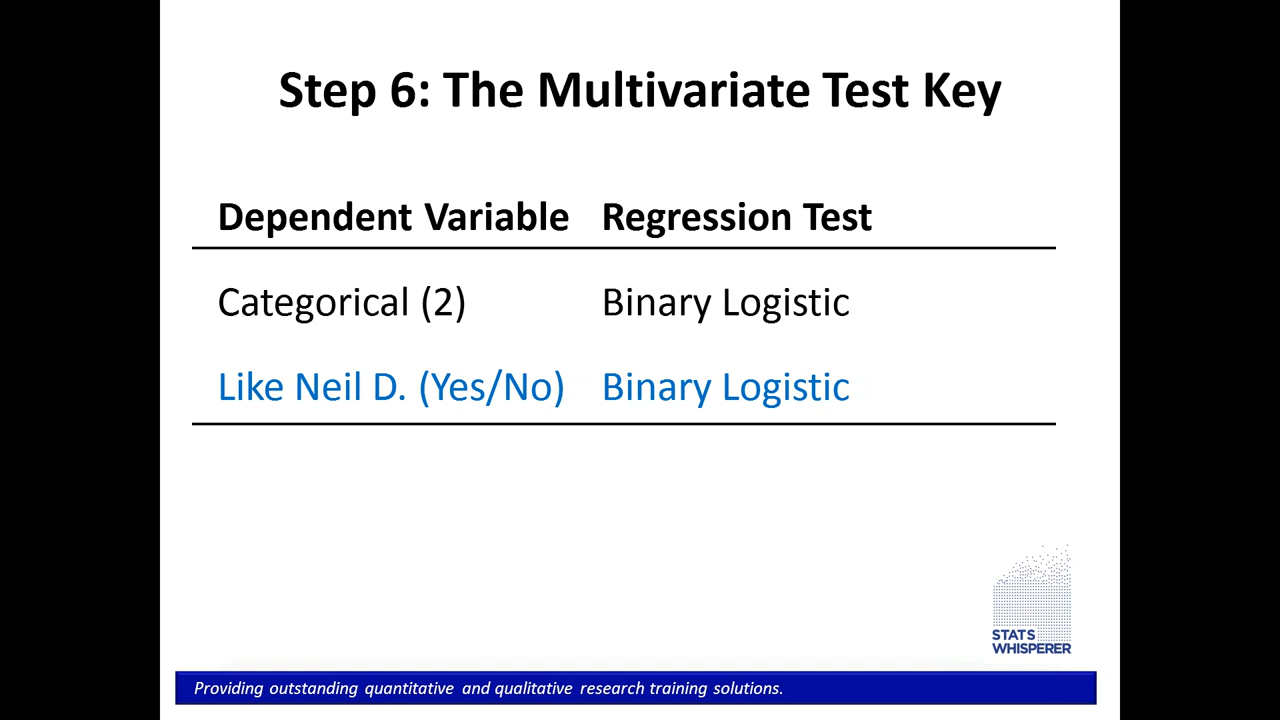 Step 6: The Multivariate Test Key
Dependent Variable Regression Test
Categorical (2) Binary Logistic
Like Neil D. (Yes/No) Binary Logistic
STATS
WHISPERER
Providing outstanding quantitative and qualitative research training solutions.